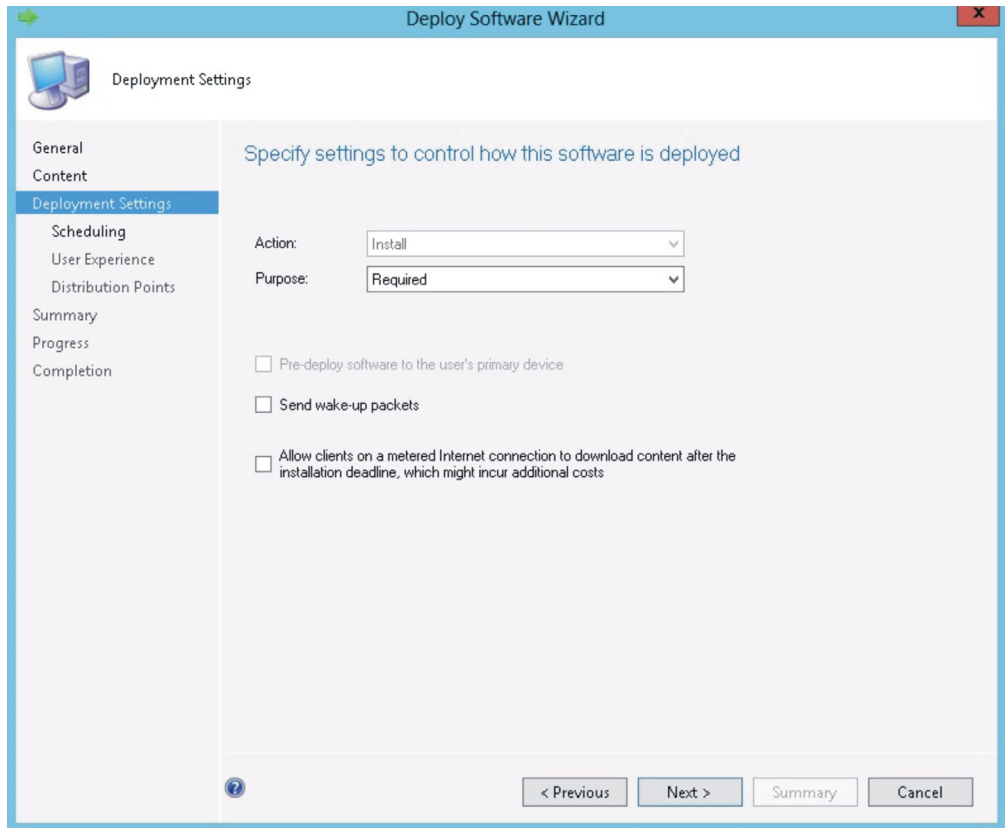 Deploy Software Wizard
x
Deployment Settings
General
Content
Deployment Settings
Scheduling
User Experience
Distribution Points
Summary
Progress
Completion
Specify settings to control how this software is deployed
Action:
Install
Purpose:
Required
Pre-deploy software to the user's primary device
Send wake-up packets
Allow clients on a metered Internet connection to download content after the
installation deadline, which might incur additional costs
?
< Previous
Next >
Summary
Cancel